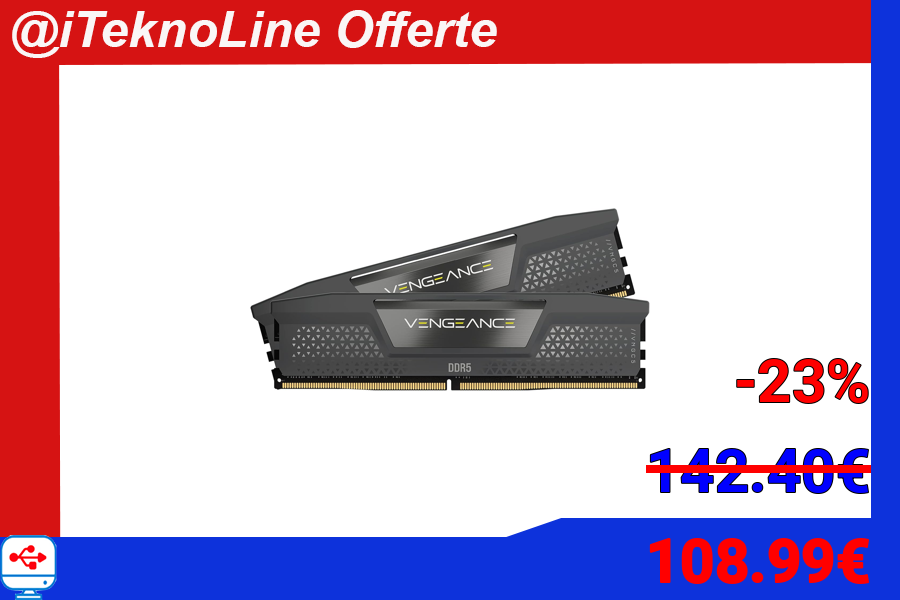 @iTeknoLine Offerte
VENGEANCE
VENGEANCE
DDR5
-23%
142.40€
108.99€